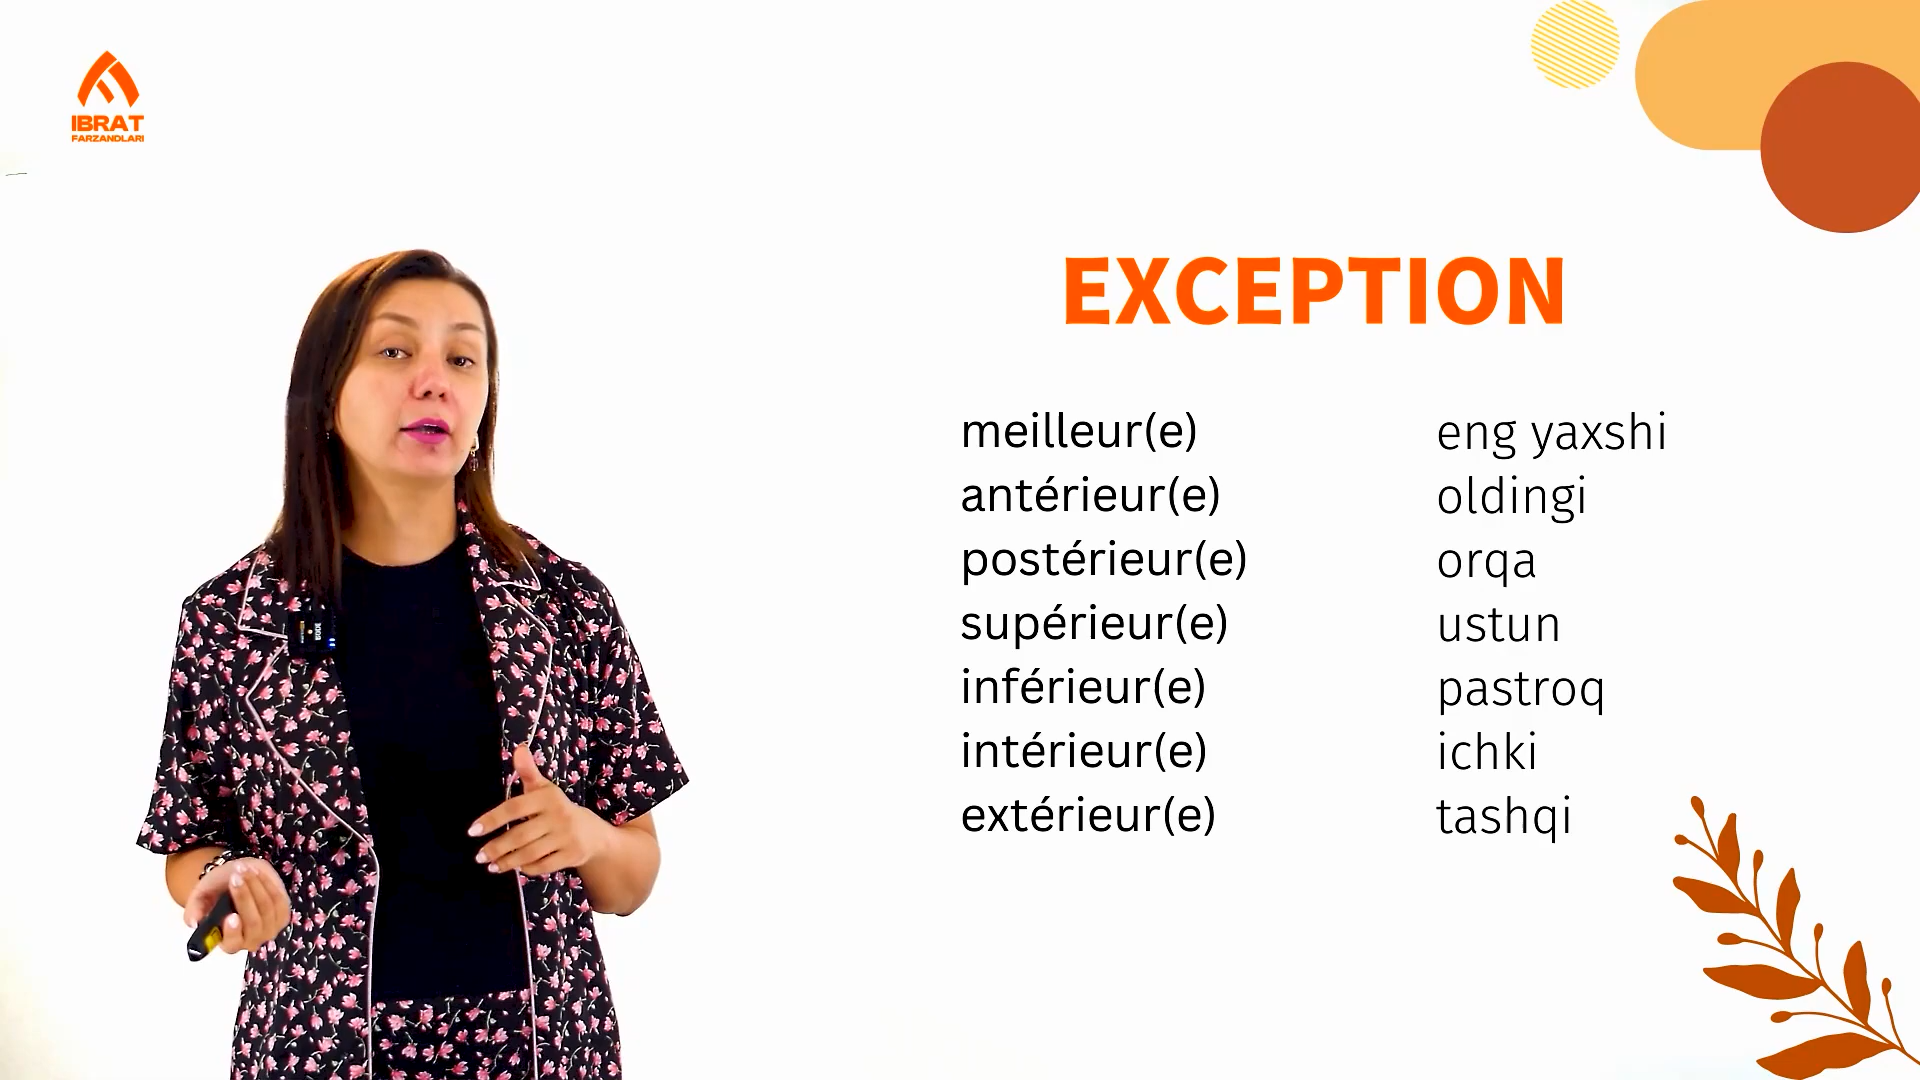 IBRAT
FARZANDLARI
EXCEPTION
meilleur(e) eng yaxshi
antérieur(e) oldingi
postérieur(e) orqa
supérieur(e) ustun
inférieur(e) pastroq
intérieur(e) ichki
extérieur(e) tashqi